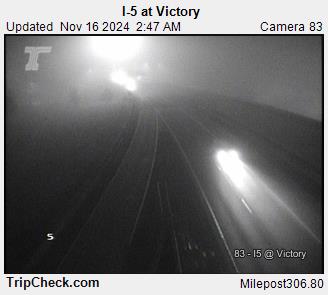 I-5 at Victory
Updated Nov 16 2024 2:47 AM Camera 83
T
S
83 - I5 @ Victory
TripCheck.com Milepost306.80